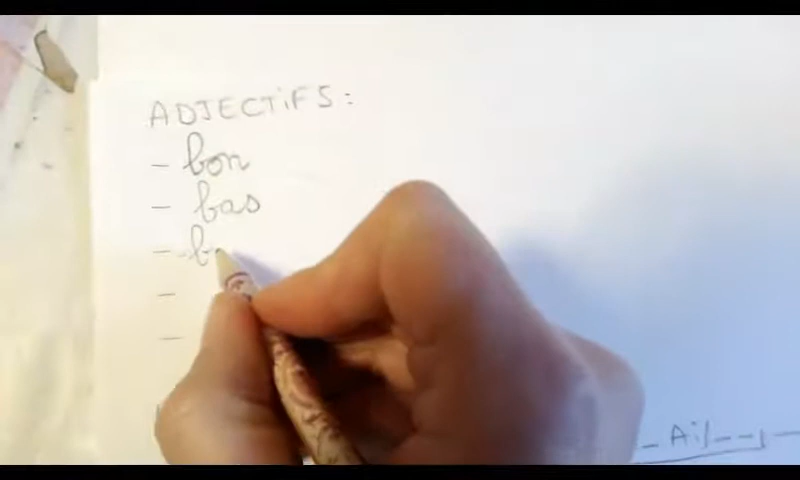 ADJECTiFS :
- bon
- bas
- b
-
-